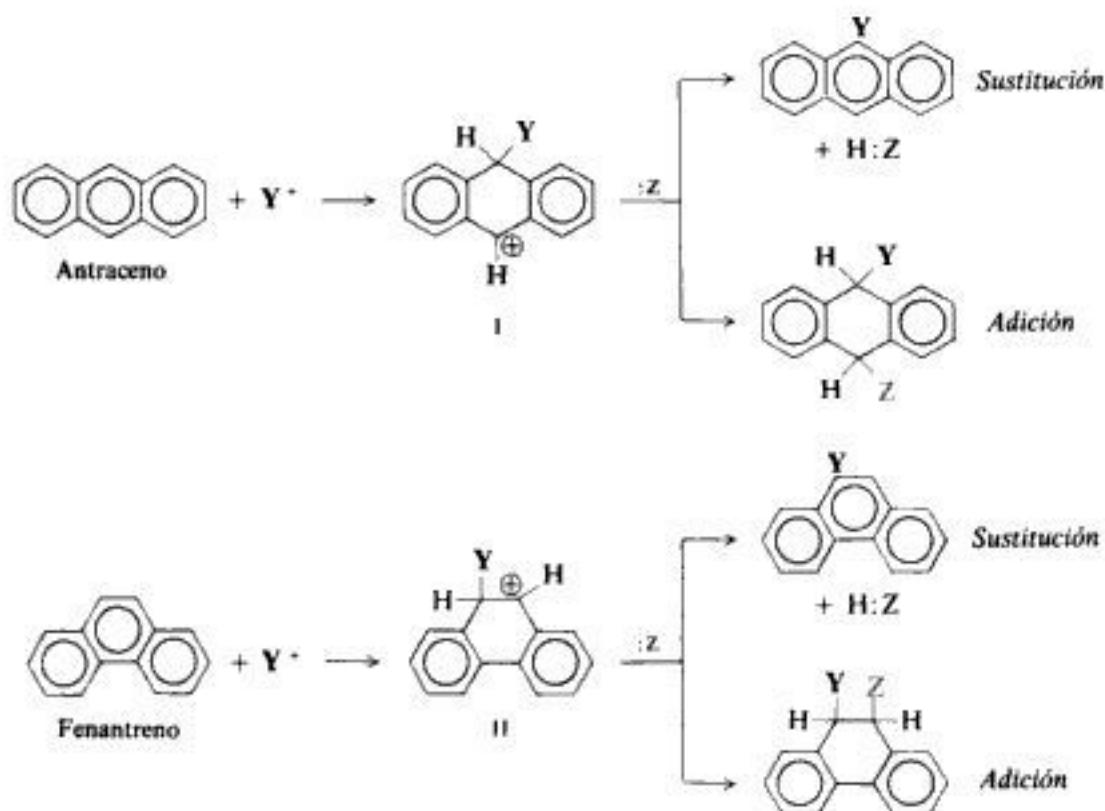 Y
Sustitución
H Y
+ H:Z
+ Y+
:Z
Antraceno
H
I
H Y
Adición
H Z
Y
Sustitución
Y
H
H
+ H:Z
+ Y+
:Z
Fenantreno
II
Y Z
H H
Adición